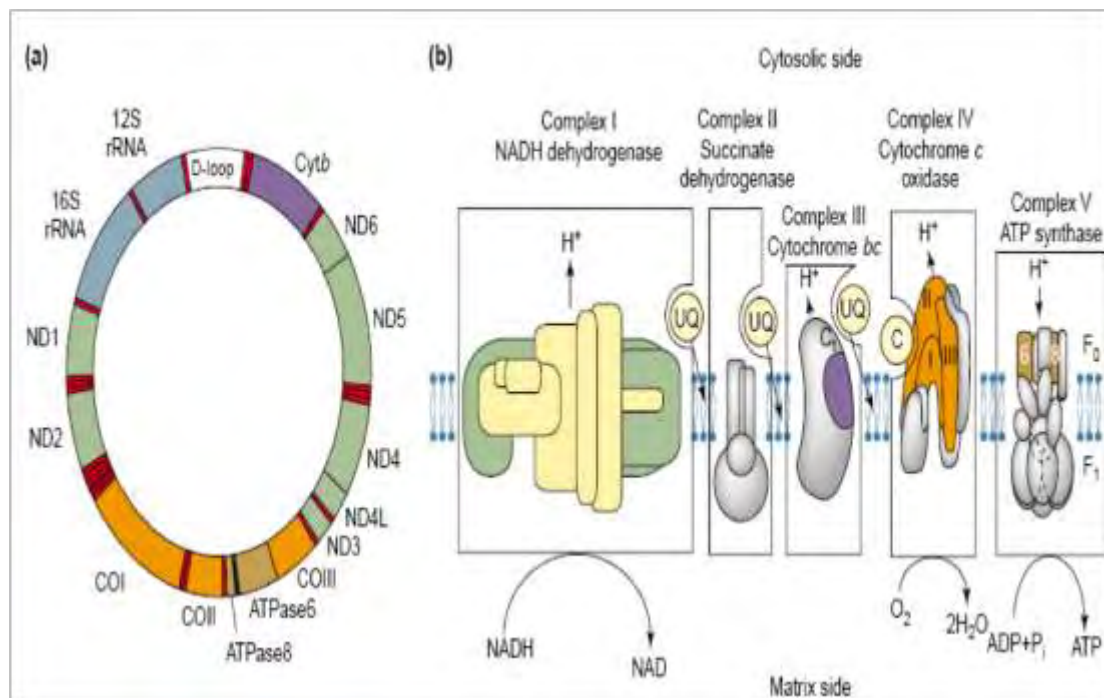 (a)
12S
rRNA
D-loop
Cytb
16S
rRNA
ND6
ND5
ND1
ND2
ND4
ND4L
ND3
COIII
COI
COII
ATPase6
ATPase8
(b)
Cytosolic side
Complex I
NADH dehydrogenase
Complex II
Succinate
dehydrogenase
Complex III
Cytochrome bc
Complex IV
Cytochrome c
oxidase
Complex V
ATP synthase
H+
H+
H+
H+
UQ
UQ
UQ
C
C
III
I
F0
F1
NADH
NAD
O2
2H2O
ADP+Pi
ATP
Matrix side